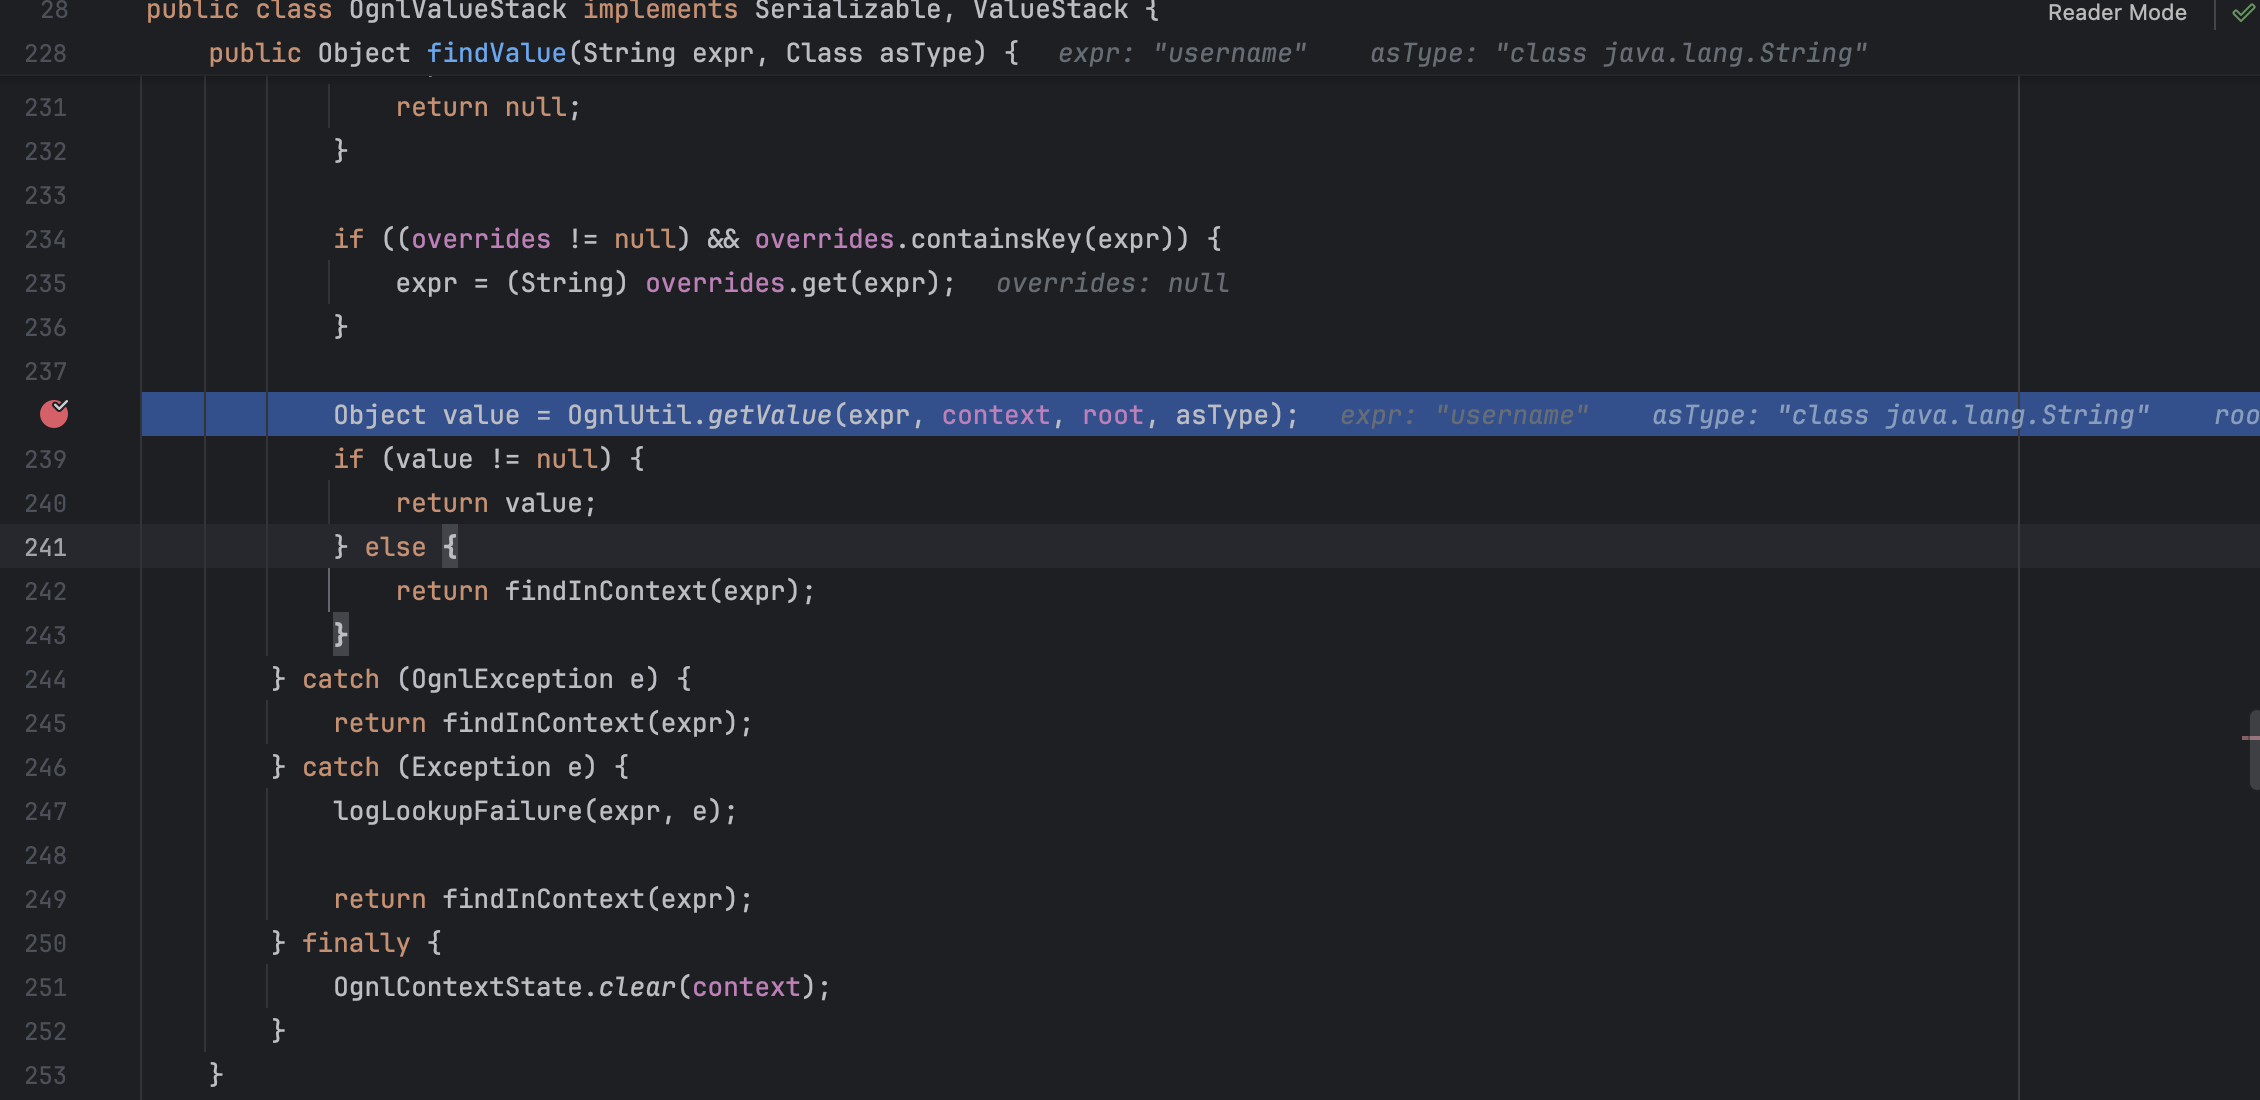 28 public class OgnlValueStack implements Serializable, ValueStack {
Reader Mode
228 public Object findValue(String expr, Class asType) { expr: "username" asType: "class java.lang.String"
231 return null;
232 }
233
234 if ((overrides != null) && overrides.containsKey(expr)) {
235 expr = (String) overrides.get(expr); overrides: null
236 }
237
Object value = OgnlUtil.getValue(expr, context, root, asType); expr: "username" asType: "class java.lang.String" roo
239 if (value != null) {
240 return value;
241 } else {
242 return findInContext(expr);
243 }
244 } catch (OgnlException e) {
245 return findInContext(expr);
246 } catch (Exception e) {
247 logLookupFailure(expr, e);
248
249 return findInContext(expr);
250 } finally {
251 OgnlContextState.clear(context);
252 }
253 }